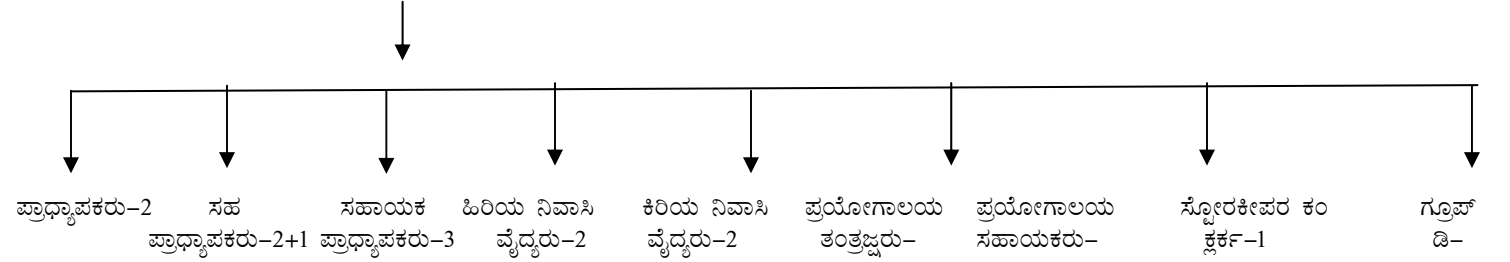 ಪ್ರಾಧ್ಯಾಪಕರು–2 ಸಹ ಸಹಾಯಕ ಹಿರಿಯ ನಿವಾಸಿ ಕಿರಿಯ ನಿವಾಸಿ ಪ್ರಯೋಗಾಲಯ ಪ್ರಯೋಗಾಲಯ ಸ್ಟೋರಕೀಪರ ಕಂ ಗ್ರೂಪ್
ಪ್ರಾಧ್ಯಾಪಕರು–2+1 ಪ್ರಾಧ್ಯಾಪಕರು–3 ವೈದ್ಯರು–2 ವೈದ್ಯರು–2 ತಂತ್ರಜ್ಞರು– ಸಹಾಯಕರು– ಕ್ಲರ್ಕ–1 ಡಿ–